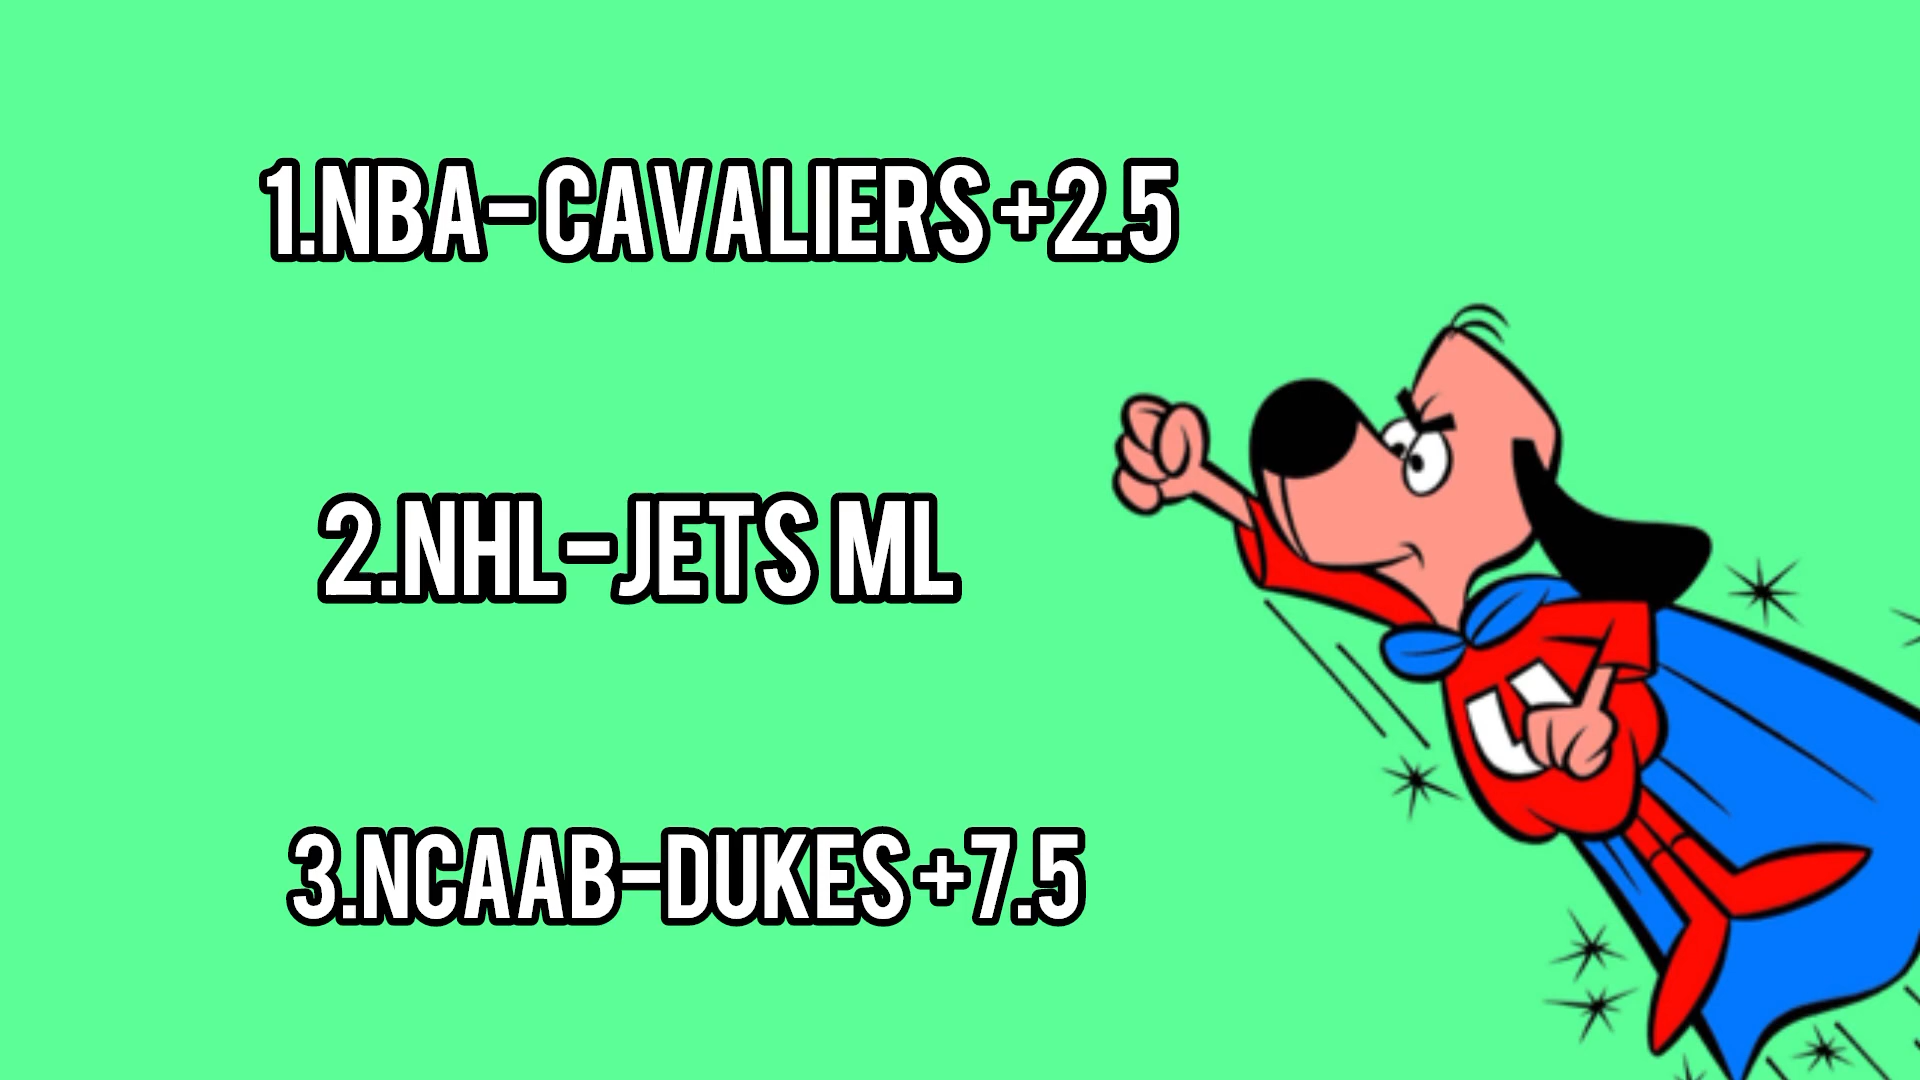 1.NBA-CAVALIERS +2.5
2.NHL-JETS ML
3.NCAAB-DUKES +7.5
U